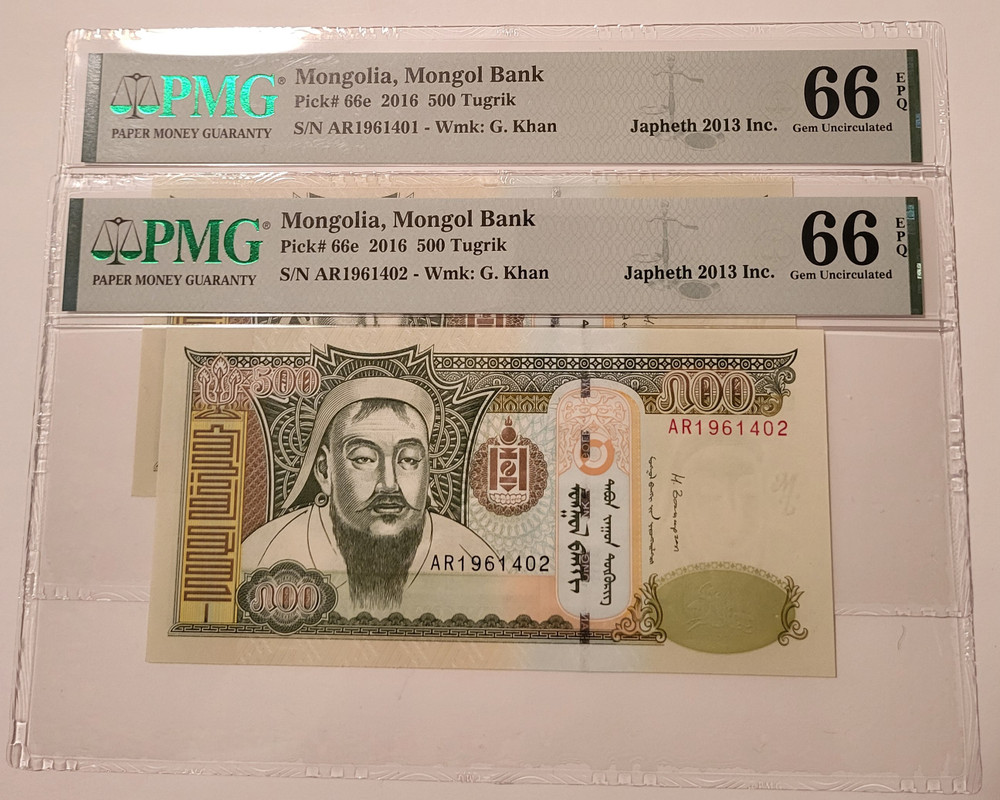 PMG®
PAPER MONEY GUARANTY
Mongolia, Mongol Bank
Pick# 66e 2016 500 Tugrik
S/N AR1961401 - Wmk: G. Khan
Japheth 2013 Inc.
66
EPQ
Gem Uncirculated
PMG®
PAPER MONEY GUARANTY
Mongolia, Mongol Bank
Pick# 66e 2016 500 Tugrik
S/N AR1961402 - Wmk: G. Khan
Japheth 2013 Inc.
66
EPQ
Gem Uncirculated
500
AR1961402
AR1961402